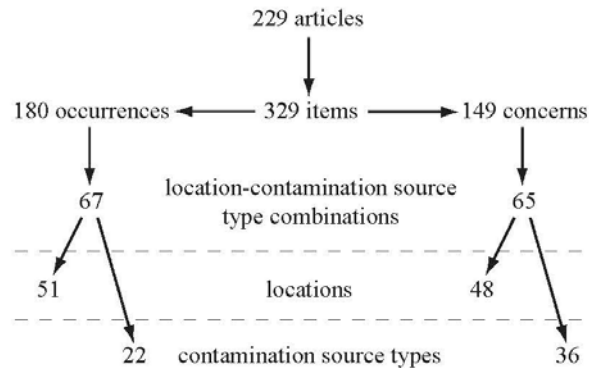 229 articles
180 occurrences 329 items 149 concerns
location-contamination source
67 type combinations 65
51 locations 48
22 contamination source types 36